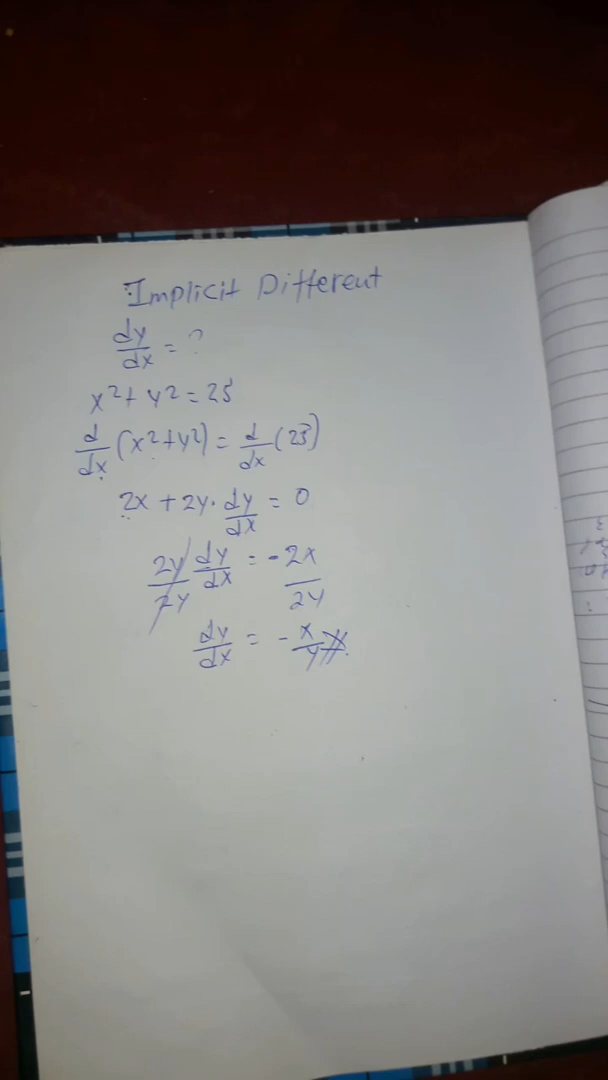 Implicit Different
dy/dx = ?
x²+ y² = 25
d/dx (x²+y²) = d/dx (25)
2x + 2y · dy/dx = 0
2y/2y dy/dx = -2x/2y
dy/dx = - x/y